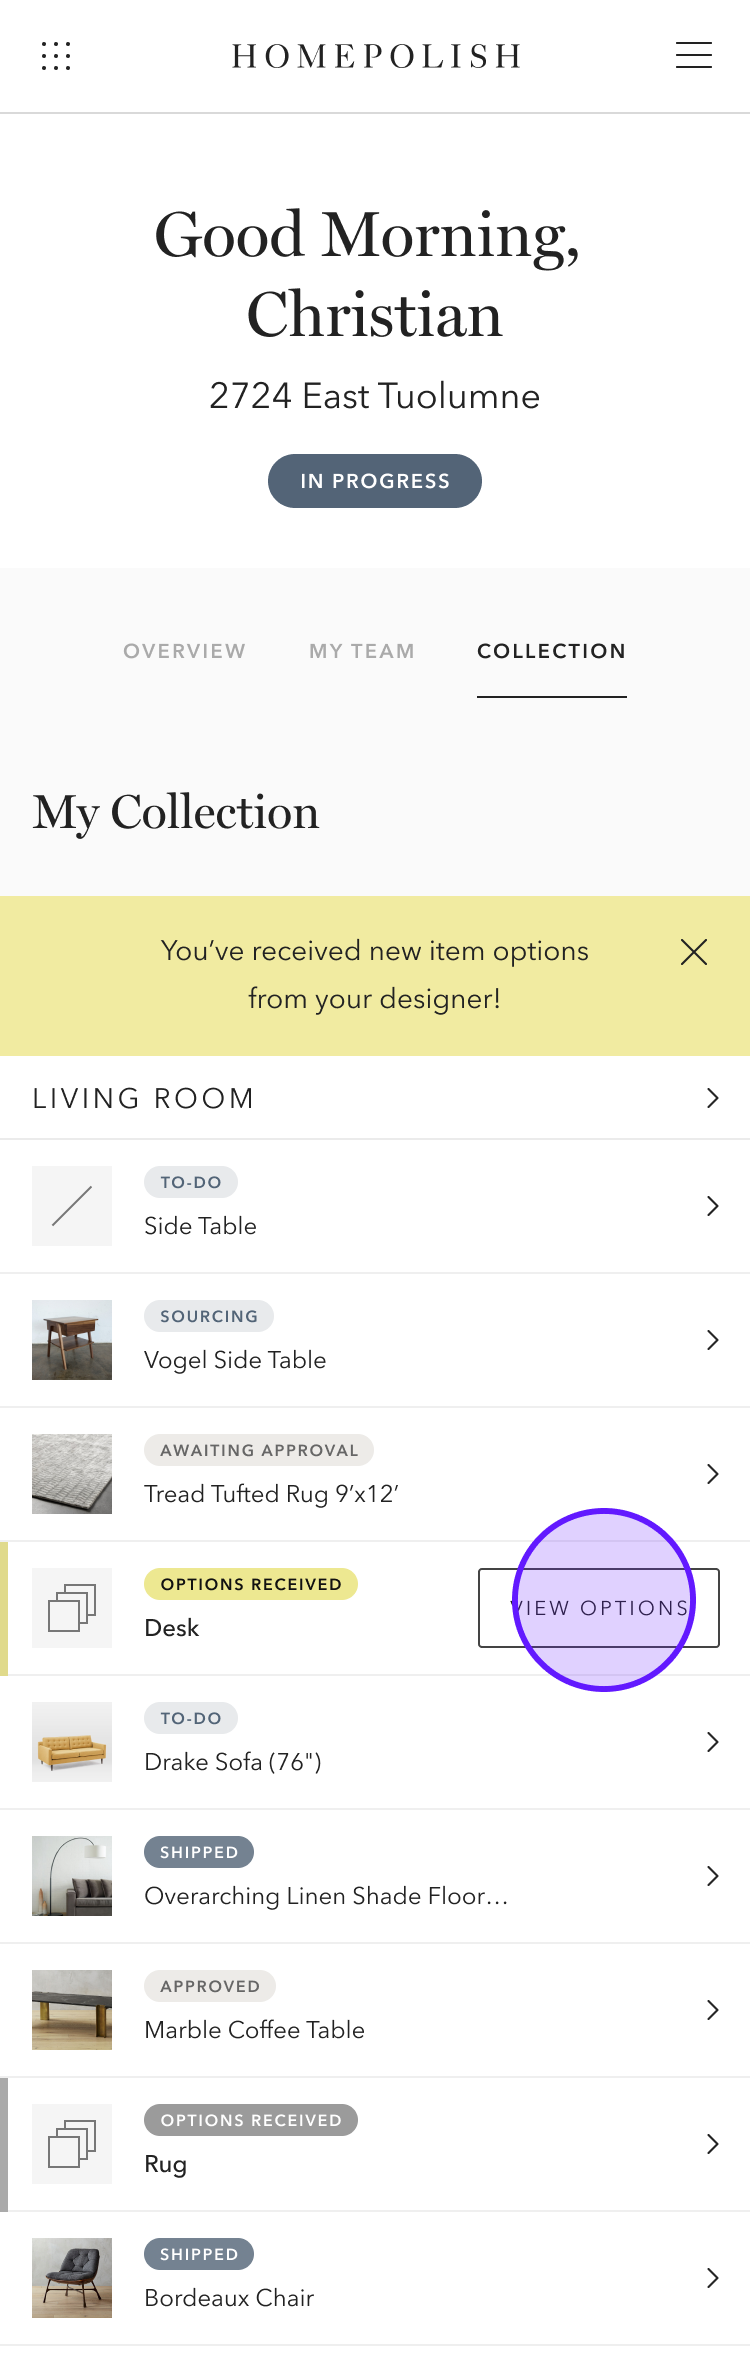 HOMEPOLISH
Good Morning,
Christian
2724 East Tuolumne
IN PROGRESS
OVERVIEW MY TEAM COLLECTION
My Collection
You’ve received new item options
from your designer!
LIVING ROOM
TO-DO
Side Table
SOURCING
Vogel Side Table
AWAITING APPROVAL
Tread Tufted Rug 9’x12’
OPTIONS RECEIVED
Desk
VIEW OPTIONS
TO-DO
Drake Sofa (76")
SHIPPED
Overarching Linen Shade Floor…
APPROVED
Marble Coffee Table
OPTIONS RECEIVED
Rug
SHIPPED
Bordeaux Chair